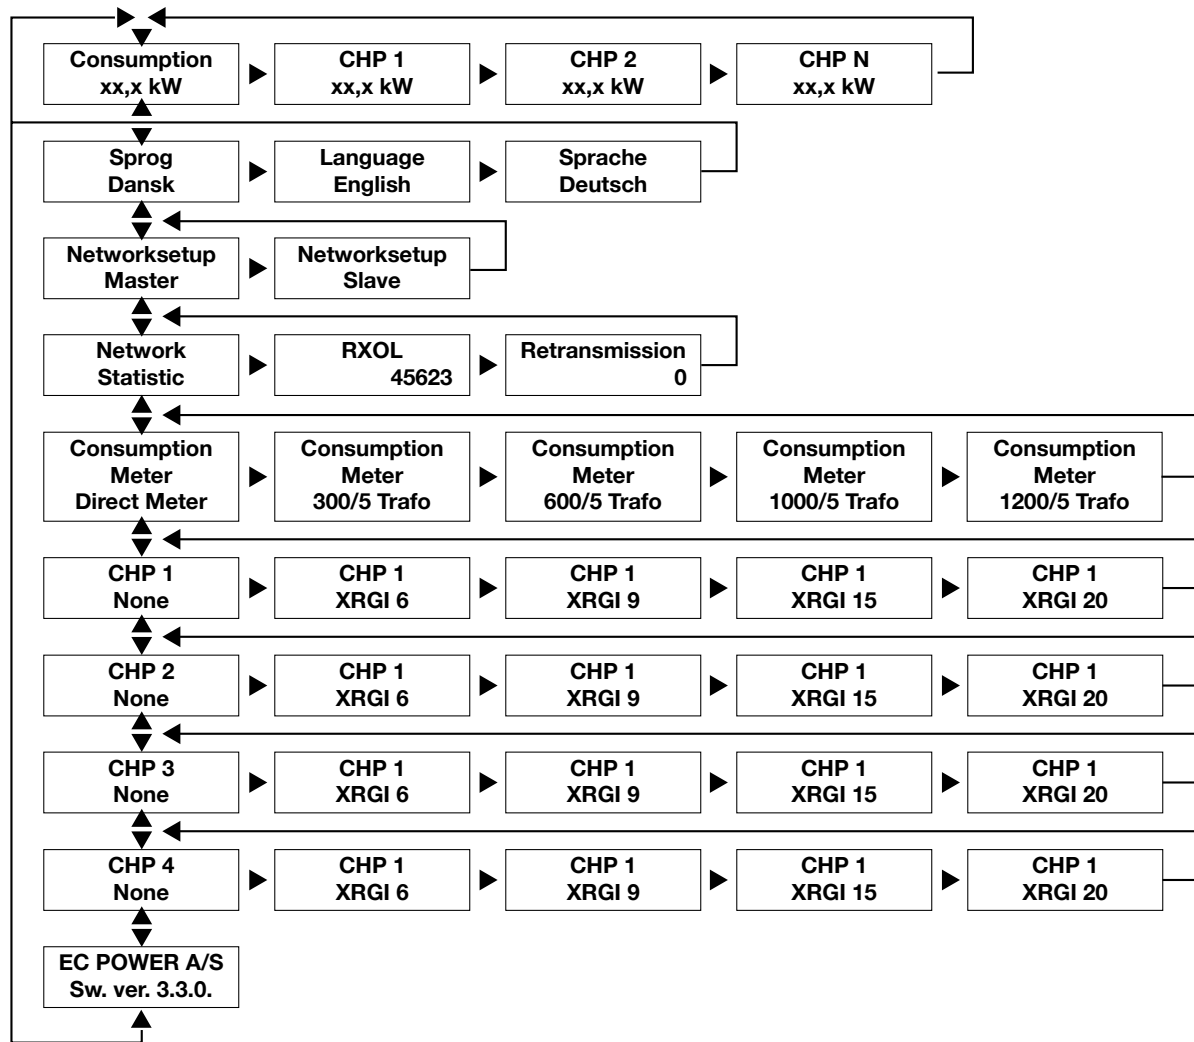 Consumption
xx,x kW
CHP 1
xx,x kW
CHP 2
xx,x kW
CHP N
xx,x kW
Sprog
Dansk
Language
English
Sprache
Deutsch
Networksetup
Master
Networksetup
Slave
Network
Statistic
RXOL
45623
Retransmission
0
Consumption
Meter
Direct Meter
Consumption
Meter
300/5 Trafo
Consumption
Meter
600/5 Trafo
Consumption
Meter
1000/5 Trafo
Consumption
Meter
1200/5 Trafo
CHP 1
None
CHP 1
XRGI 6
CHP 1
XRGI 9
CHP 1
XRGI 15
CHP 1
XRGI 20
CHP 2
None
CHP 1
XRGI 6
CHP 1
XRGI 9
CHP 1
XRGI 15
CHP 1
XRGI 20
CHP 3
None
CHP 1
XRGI 6
CHP 1
XRGI 9
CHP 1
XRGI 15
CHP 1
XRGI 20
CHP 4
None
CHP 1
XRGI 6
CHP 1
XRGI 9
CHP 1
XRGI 15
CHP 1
XRGI 20
EC POWER A/S
Sw. ver. 3.3.0.